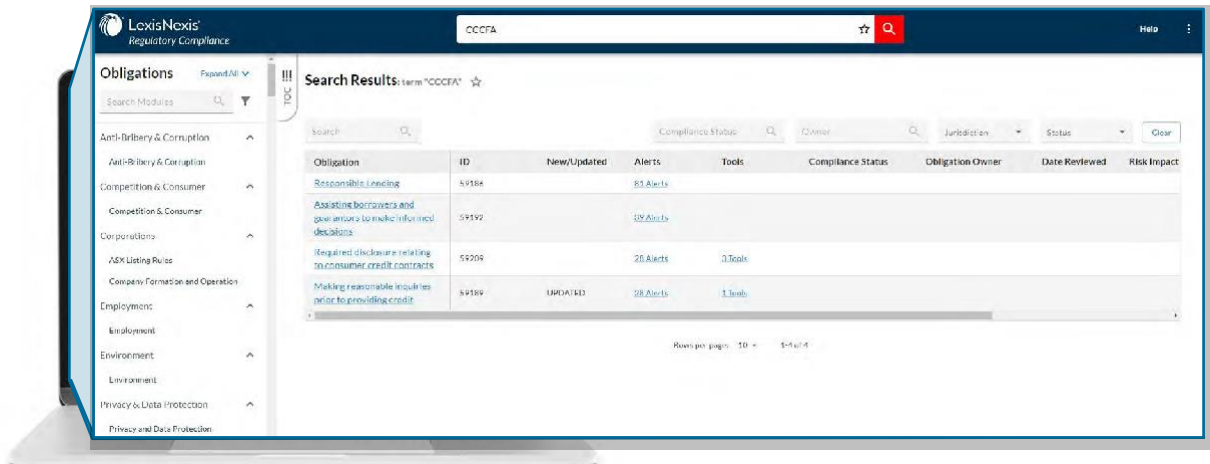 LexisNexis®
Regulatory Compliance
CCCFA
Help
Obligations
Expand All
Search Modules
Anti-Bribery & Corruption
Anti-Bribery & Corruption
Competition & Consumer
Competition & Consumer
Corporations
ASX Listing Rules
Company Formation and Operation
Employment
Employment
Environment
Environment
Privacy & Data Protection
Privacy and Data Protection
TOC
Search Results: term "CCCFA"
Search
Compliance Status
Owner
Jurisdiction
Status
Clear
Obligation ID New/Updated Alerts Tools Compliance Status Obligation Owner Date Reviewed Risk Impact
Responsible Lending 59186 Alerts
Assisting borrowers and
guarantors to make informed 59192 Alerts
decisions
Required disclosure relating
to consumer credit contracts 59209 28 Alerts 3 Tools
Making reasonable inquiries
prior to providing credit 59189 UPDATED 28 Alerts 1 Tools
Rows per page: 10 1-4 of 4